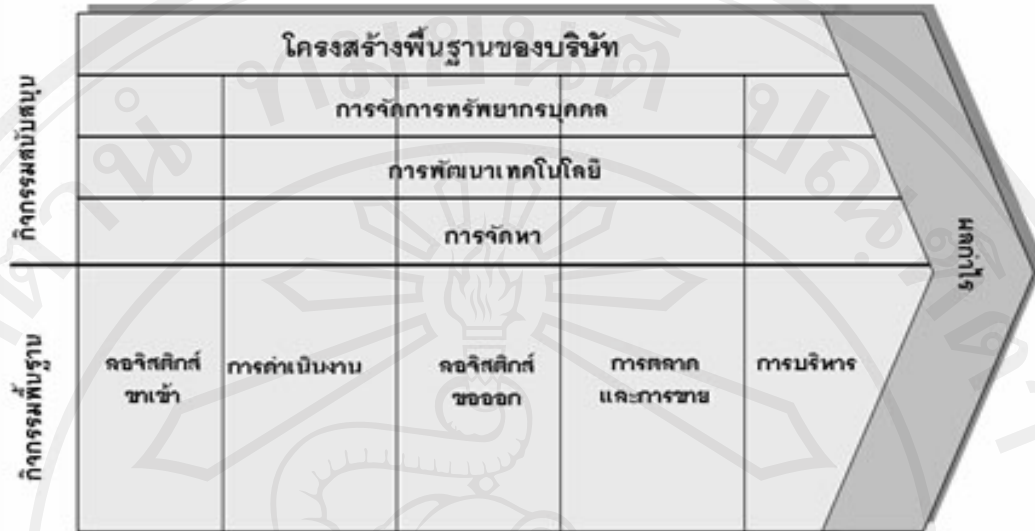 โครงสร้างพื้นฐานของบริษัท
การจัดการทรัพยากรบุคคล
การพัฒนาเทคโนโลยี
การจัดหา
กิจกรรมสนับสนุน
ผลกำไร
กิจกรรมพื้นฐาน
ลอจิสติกส์
ขาเข้า
การดำเนินงาน
ลอจิสติกส์
ขอออก
การตลาด
และการขาย
การบริหาร